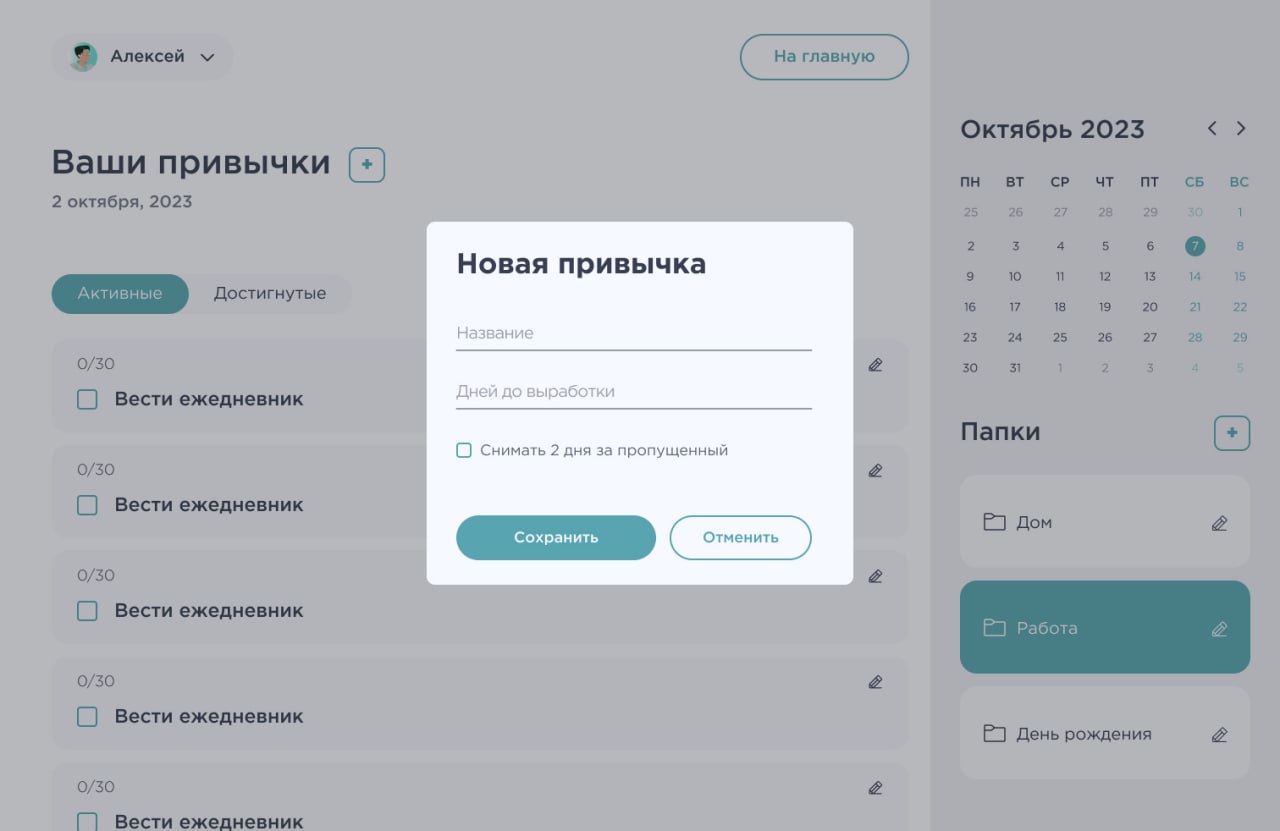 Алексей
На главную
Ваши привычки
+
2 октября, 2023
Активные
Достигнутые
0/30
Вести ежедневник
0/30
Вести ежедневник
0/30
Вести ежедневник
0/30
Вести ежедневник
0/30
Вести ежедневник
Новая привычка
Название
Дней до выработки
Снимать 2 дня за пропущенный
Сохранить
Отменить
Октябрь 2023
ПН ВТ СР ЧТ ПТ СБ ВС
25 26 27 28 29 30 1
2 3 4 5 6 7 8
9 10 11 12 13 14 15
16 17 18 19 20 21 22
23 24 25 26 27 28 29
30 31 1 2 3 4 5
Папки
+
Дом
Работа
День рождения